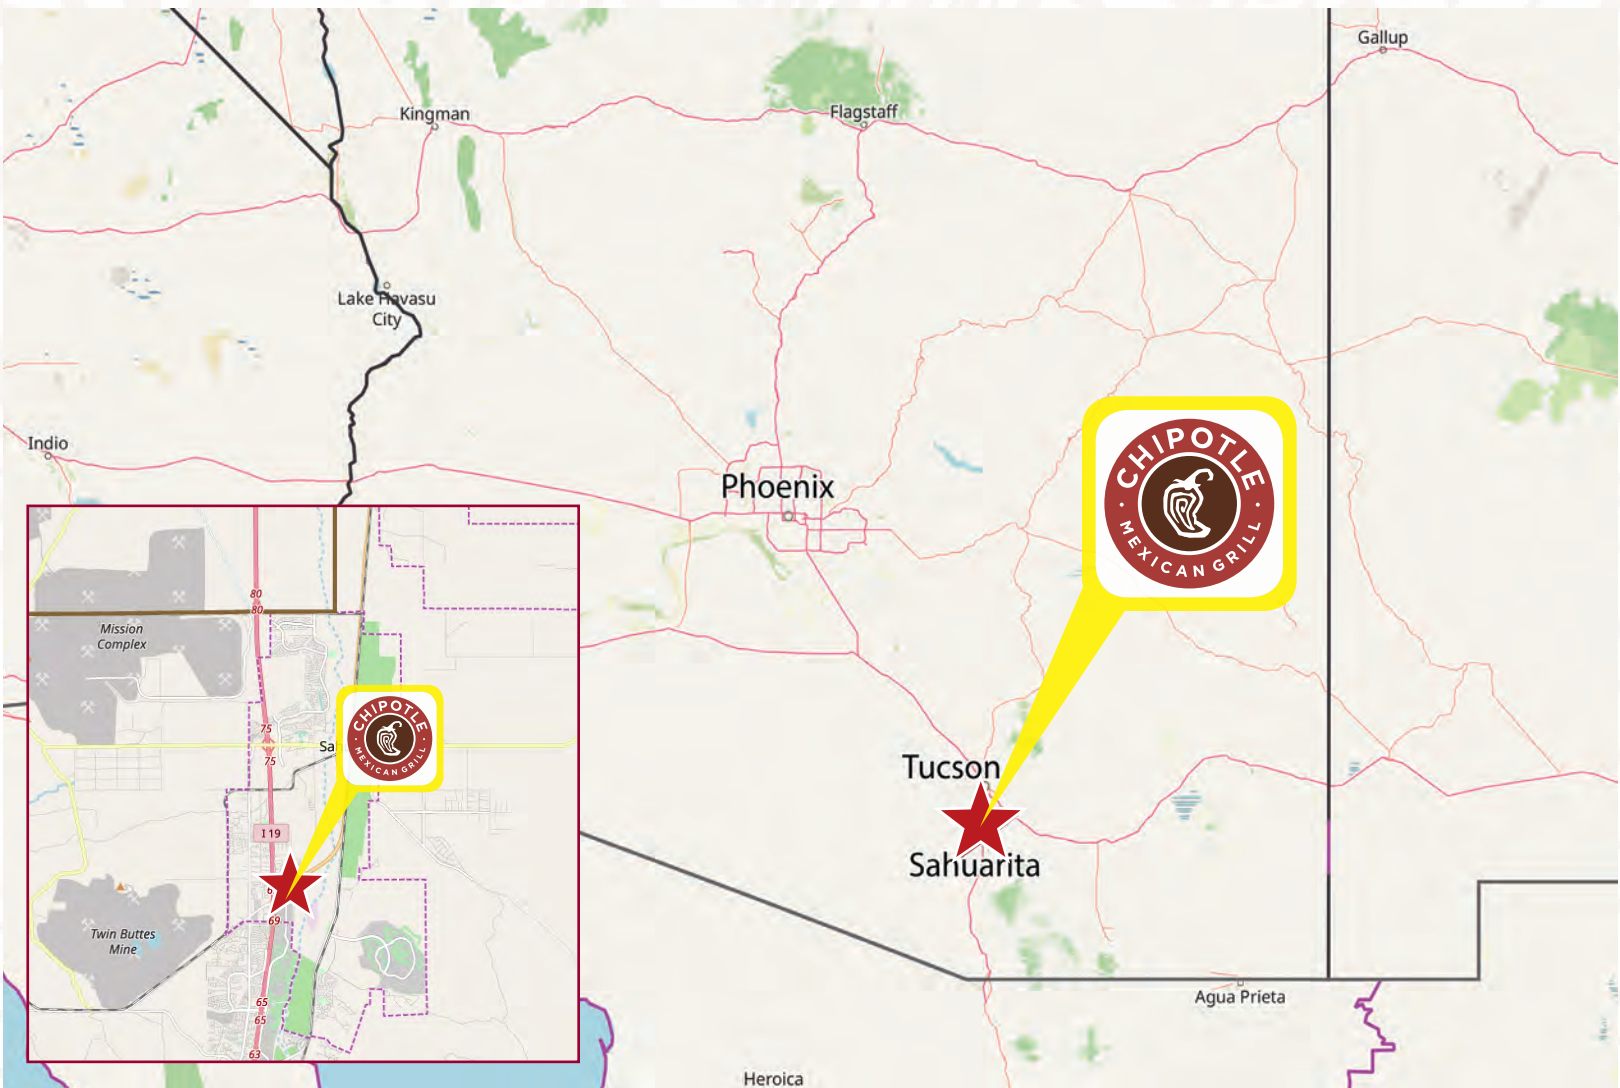 Gallup
Kingman
Flagstaff
Lake Havasu
City
Indio
Phoenix
CHIPOTLE
MEXICAN GRILL
Tucson
Sahuarita
Agua Prieta
Heroica
80
80
Mission
Complex
75
75
CHIPOTLE
MEXICAN GRILL
I 19
69
Twin Buttes
Mine
65
65
63